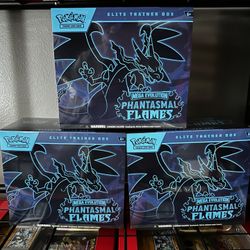 Pokémon
ELITE TRAINER BOX
MEGA EVOLUTION
PHANTASMAL
FLAMES
Pokémon
ELITE TRAINER BOX
MEGA EVOLUTION
PHANTASMAL
FLAMES
Pokémon
ELITE TRAINER BOX
MEGA EVOLUTION
PHANTASMAL
FLAMES